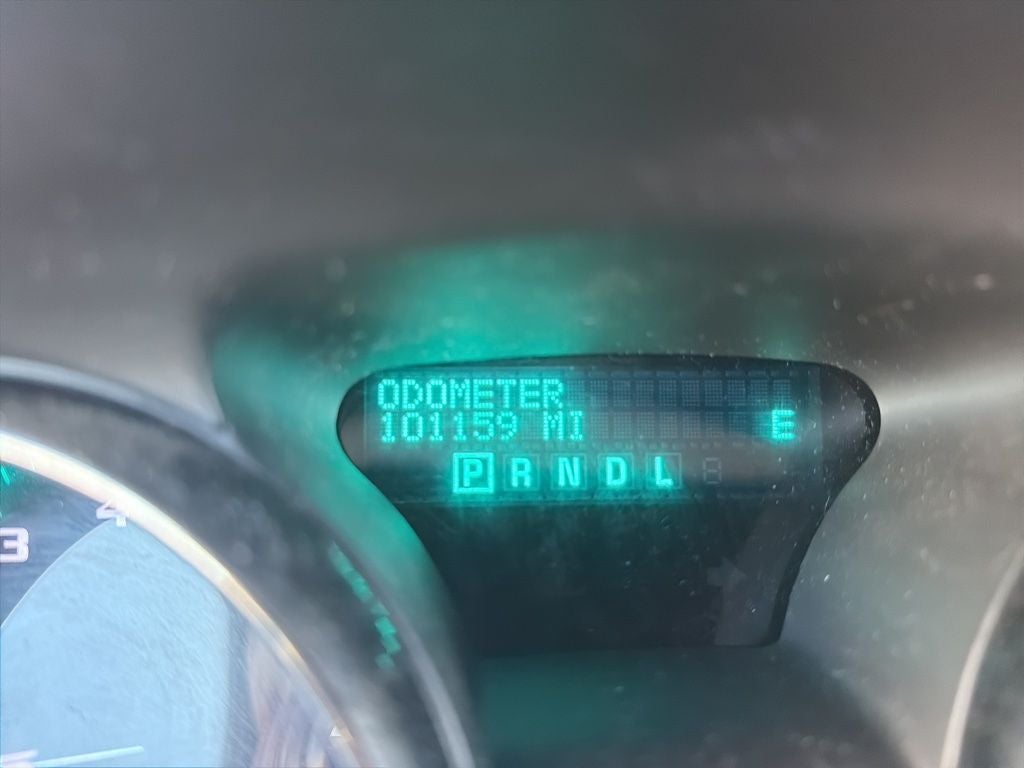 ODOMETER
101159 MI E
P R N D L
4
3